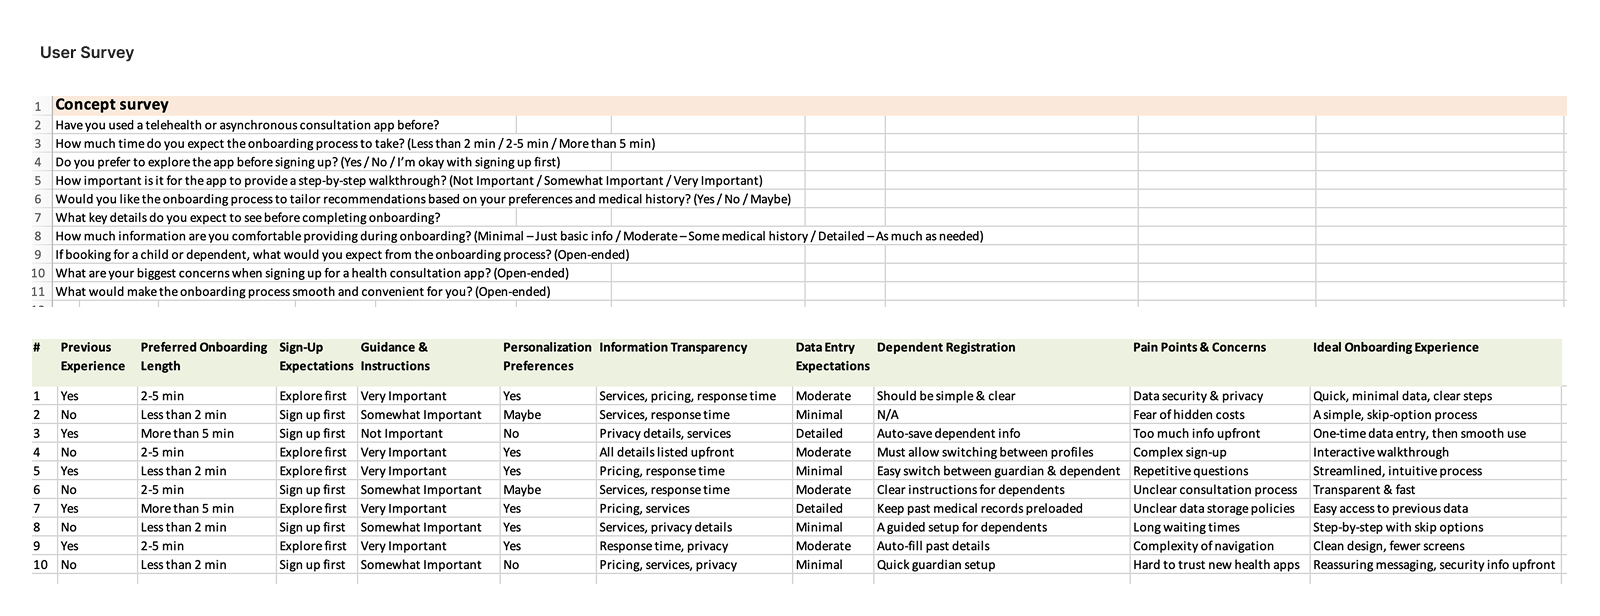 User Survey
1 Concept survey
2 Have you used a telehealth or asynchronous consultation app before?
3 How much time do you expect the onboarding process to take? (Less than 2 min / 2-5 min / More than 5 min)
4 Do you prefer to explore the app before signing up? (Yes / No / I'm okay with signing up first)
5 How important is it for the app to provide a step-by-step walkthrough? (Not Important / Somewhat Important / Very Important)
6 Would you like the onboarding process to tailor recommendations based on your preferences and medical history? (Yes / No / Maybe)
7 What key details do you expect to see before completing onboarding?
8 How much information are you comfortable providing during onboarding? (Minimal – Just basic info / Moderate – Some medical history / Detailed – As much as needed)
9 If booking for a child or dependent, what would you expect from the onboarding process? (Open-ended)
10 What are your biggest concerns when signing up for a health consultation app? (Open-ended)
11 What would make the onboarding process smooth and convenient for you? (Open-ended)
# Previous Preferred Onboarding Sign-Up Guidance & Personalization Information Transparency Data Entry Dependent Registration Pain Points & Concerns Ideal Onboarding Experience
Experience Length Expectations Instructions Preferences Expectations
1 Yes 2-5 min Explore first Very Important Yes Services, pricing, response time Moderate Should be simple & clear Data security & privacy Quick, minimal data, clear steps
2 No Less than 2 min Sign up first Somewhat Important Maybe Services, response time Minimal N/A Fear of hidden costs A simple, skip-option process
3 Yes More than 5 min Sign up first Not Important No Privacy details, services Detailed Auto-save dependent info Too much info upfront One-time data entry, then smooth use
4 No 2-5 min Explore first Very Important Yes All details listed upfront Moderate Must allow switching between profiles Complex sign-up Interactive walkthrough
5 Yes Less than 2 min Explore first Very Important Yes Pricing, response time Minimal Easy switch between guardian & dependent Repetitive questions Streamlined, intuitive process
6 No 2-5 min Sign up first Somewhat Important Maybe Services, response time Moderate Clear instructions for dependents Unclear consultation process Transparent & fast
7 Yes More than 5 min Explore first Very Important Yes Pricing, services Detailed Keep past medical records preloaded Unclear data storage policies Easy access to previous data
8 No Less than 2 min Sign up first Somewhat Important Yes Services, privacy details Minimal A guided setup for dependents Long waiting times Step-by-step with skip options
9 Yes 2-5 min Explore first Very Important Yes Response time, privacy Moderate Auto-fill past details Complexity of navigation Clean design, fewer screens
10 No Less than 2 min Sign up first Somewhat Important No Pricing, services, privacy Minimal Quick guardian setup Hard to trust new health apps Reassuring messaging, security info upfront